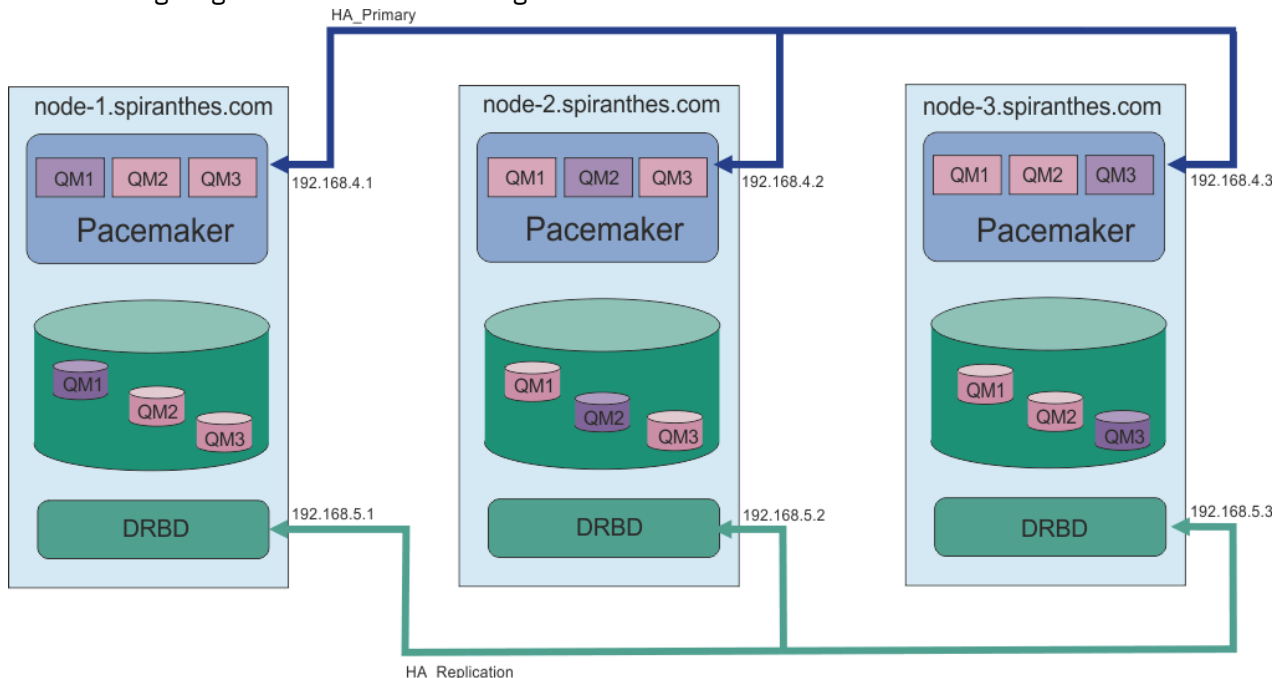 HA_Primary
node-1.spiranthes.com
QM1 QM2 QM3
Pacemaker
192.168.4.1
QM1
QM2
QM3
DRBD
192.168.5.1
node-2.spiranthes.com
QM1 QM2 QM3
Pacemaker
192.168.4.2
QM1
QM2
QM3
DRBD
192.168.5.2
node-3.spiranthes.com
QM1 QM2 QM3
Pacemaker
192.168.4.3
QM1
QM2
QM3
DRBD
192.168.5.3
HA_Replication